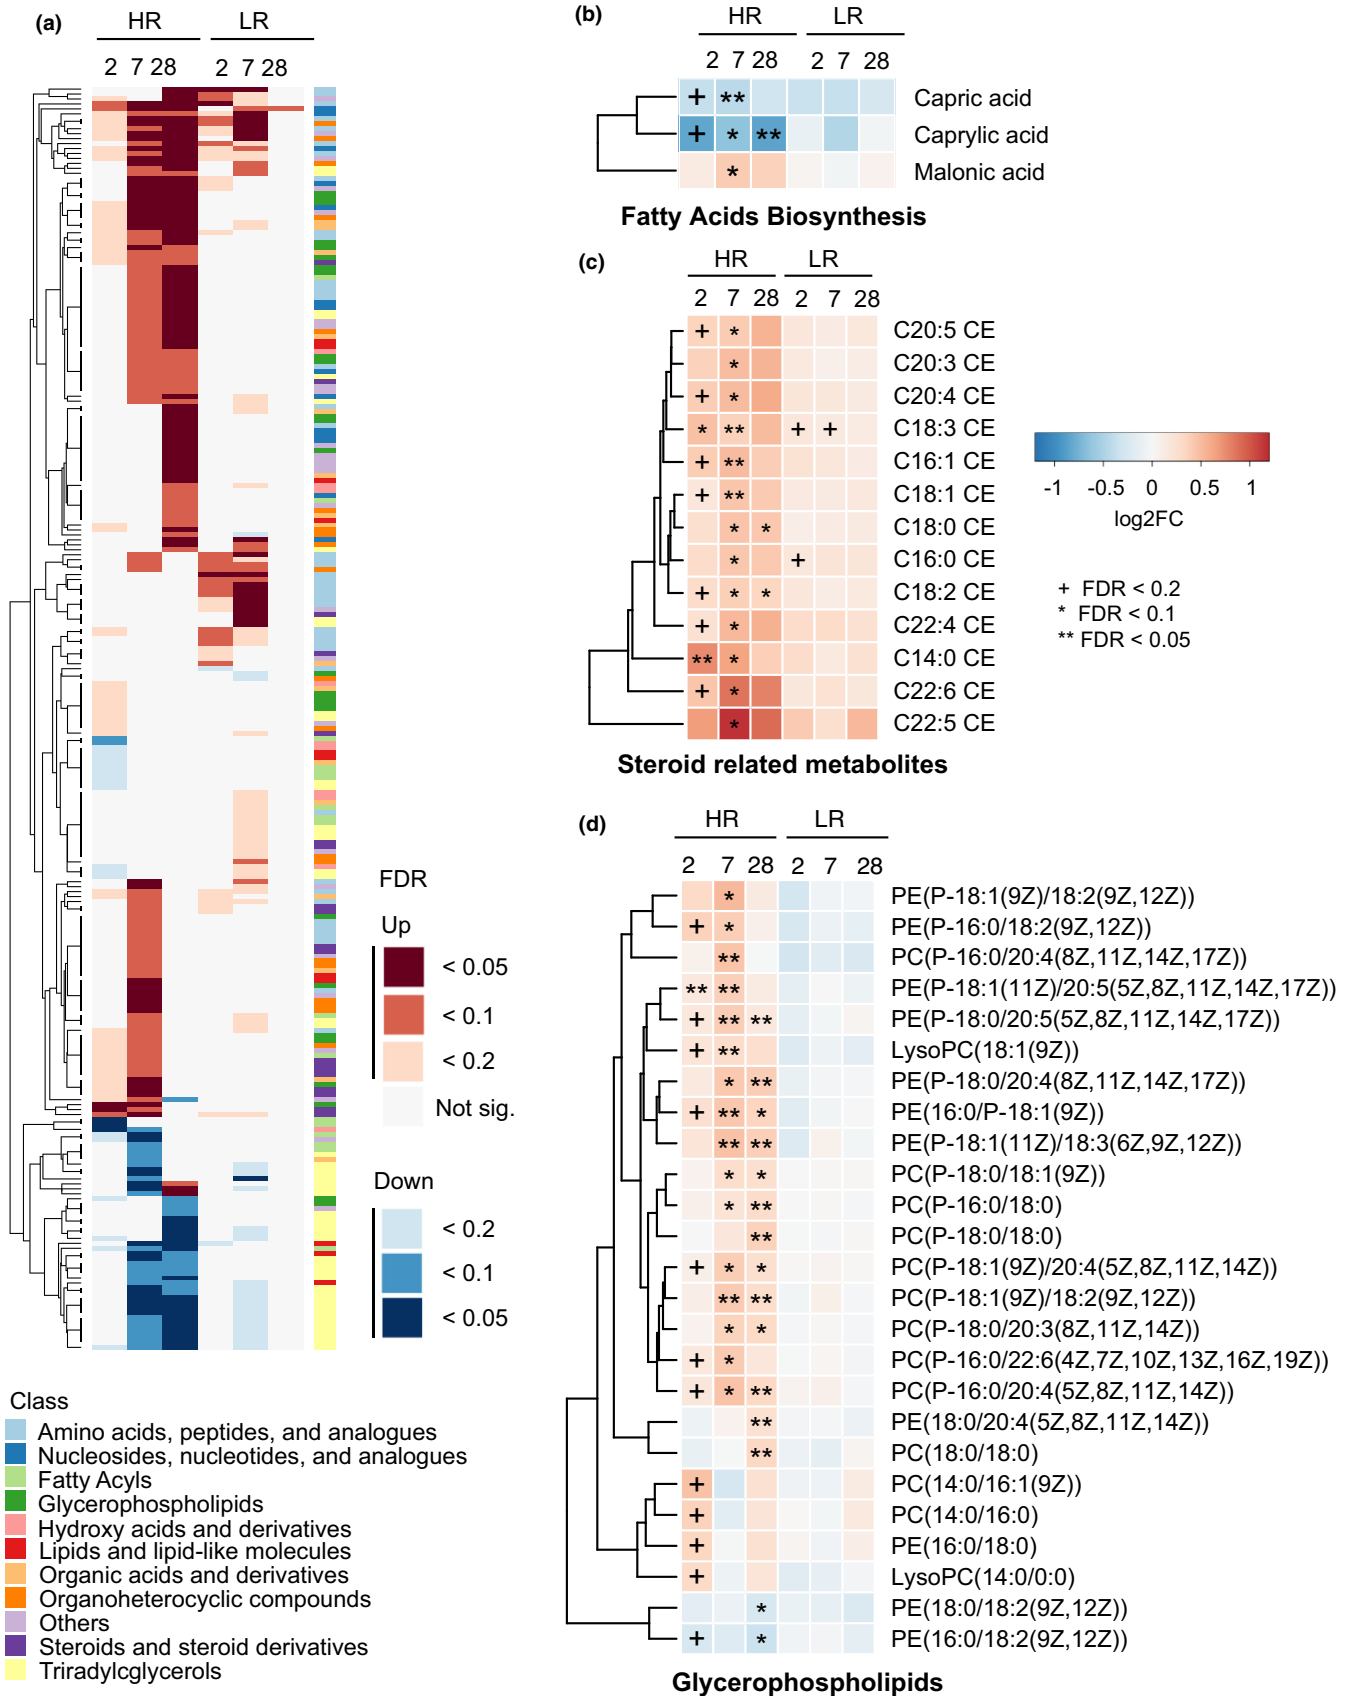 (a)
HR LR
2 7 28 2 7 28
FDR
Up
< 0.05
< 0.1
< 0.2
Not sig.
Down
< 0.2
< 0.1
< 0.05
Class
Amino acids, peptides, and analogues
Nucleosides, nucleotides, and analogues
Fatty Acyls
Glycerophospholipids
Hydroxy acids and derivatives
Lipids and lipid-like molecules
Organic acids and derivatives
Organoheterocyclic compounds
Others
Steroids and steroid derivatives
Triradylcglycerols
(b)
HR LR
2 7 28 2 7 28
+ ** Capric acid
+ * ** Caprylic acid
* Malonic acid
Fatty Acids Biosynthesis
(c)
HR LR
2 7 28 2 7 28
+ * C20:5 CE
* C20:3 CE
+ * C20:4 CE
* ** + + C18:3 CE
+ ** C16:1 CE
+ ** C18:1 CE
* * C18:0 CE
* + C16:0 CE
+ * * C18:2 CE
+ * C22:4 CE
** * C14:0 CE
+ * C22:6 CE
* C22:5 CE
Steroid related metabolites
-1 -0.5 0 0.5 1
log2FC
+ FDR < 0.2
* FDR < 0.1
** FDR < 0.05
(d)
HR LR
2 7 28 2 7 28
* PE(P-18:1(9Z)/18:2(9Z,12Z))
+ * PE(P-16:0/18:2(9Z,12Z))
** PC(P-16:0/20:4(8Z,11Z,14Z,17Z))
** ** PE(P-18:1(11Z)/20:5(5Z,8Z,11Z,14Z,17Z))
+ ** ** PE(P-18:0/20:5(5Z,8Z,11Z,14Z,17Z))
+ ** LysoPC(18:1(9Z))
* ** PE(P-18:0/20:4(8Z,11Z,14Z,17Z))
+ ** * PE(16:0/P-18:1(9Z))
** ** PE(P-18:1(11Z)/18:3(6Z,9Z,12Z))
* * PC(P-18:0/18:1(9Z))
* ** PC(P-16:0/18:0)
** PC(P-18:0/18:0)
+ * * PC(P-18:1(9Z)/20:4(5Z,8Z,11Z,14Z))
** ** PC(P-18:1(9Z)/18:2(9Z,12Z))
* * PC(P-18:0/20:3(8Z,11Z,14Z))
+ * PC(P-16:0/22:6(4Z,7Z,10Z,13Z,16Z,19Z))
+ * ** PC(P-16:0/20:4(5Z,8Z,11Z,14Z))
** PE(18:0/20:4(5Z,8Z,11Z,14Z))
** PC(18:0/18:0)
+ PC(14:0/16:1(9Z))
+ PC(14:0/16:0)
+ PE(16:0/18:0)
+ LysoPC(14:0/0:0)
* PE(18:0/18:2(9Z,12Z))
+ * PE(16:0/18:2(9Z,12Z))
Glycerophospholipids